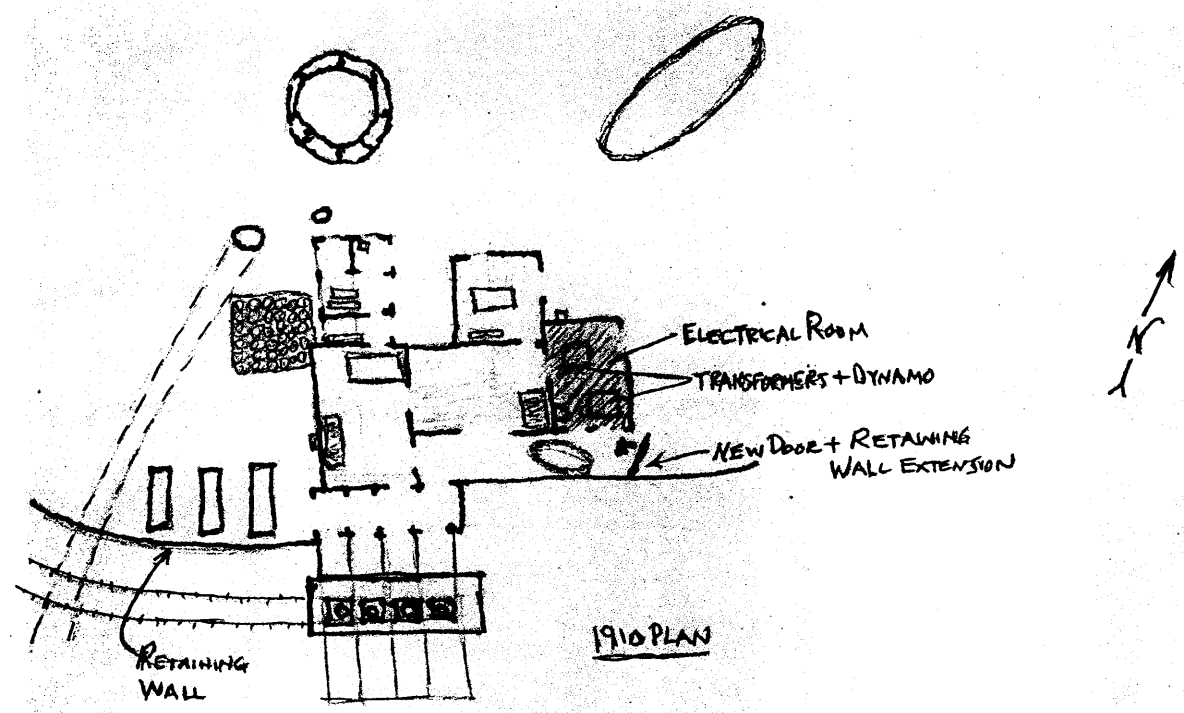 ELECTRICAL ROOM
TRANSFORMERS + DYNAMO
N
NEW DOOR + RETAINING
WALL EXTENSION
1910 PLAN
RETAINING
WALL